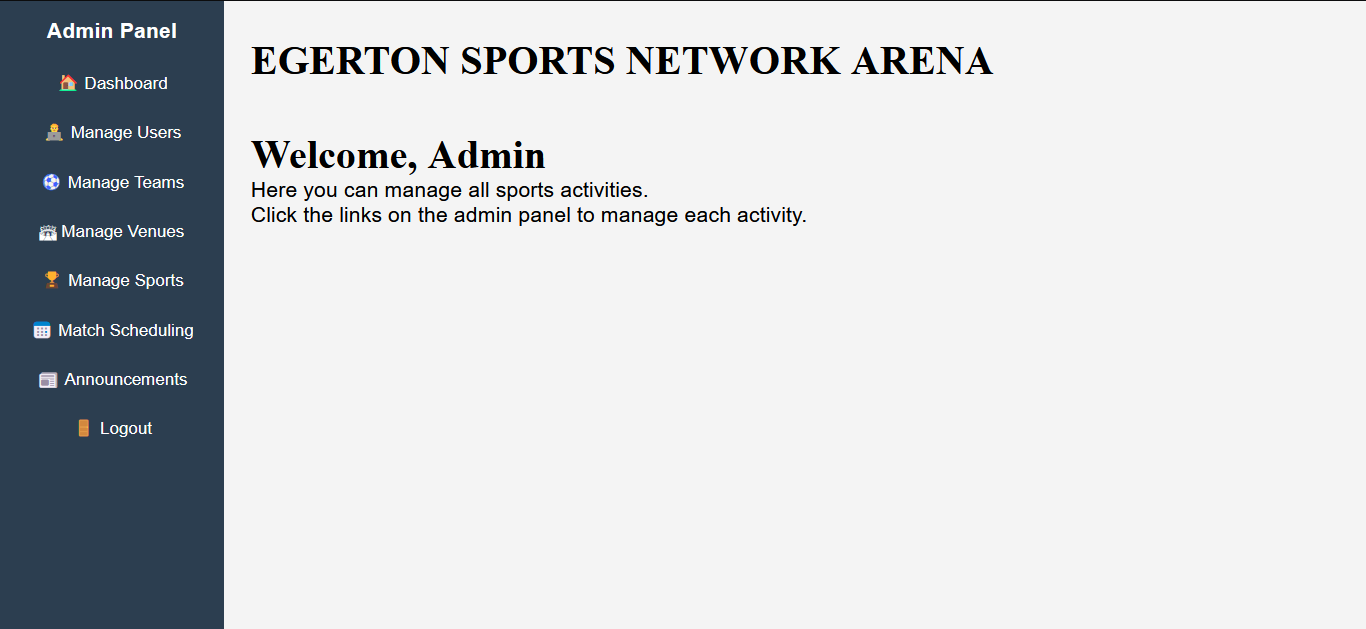 Admin Panel
Dashboard
Manage Users
Manage Teams
Manage Venues
Manage Sports
Match Scheduling
Announcements
Logout
EGERTON SPORTS NETWORK ARENA
Welcome, Admin
Here you can manage all sports activities.
Click the links on the admin panel to manage each activity.